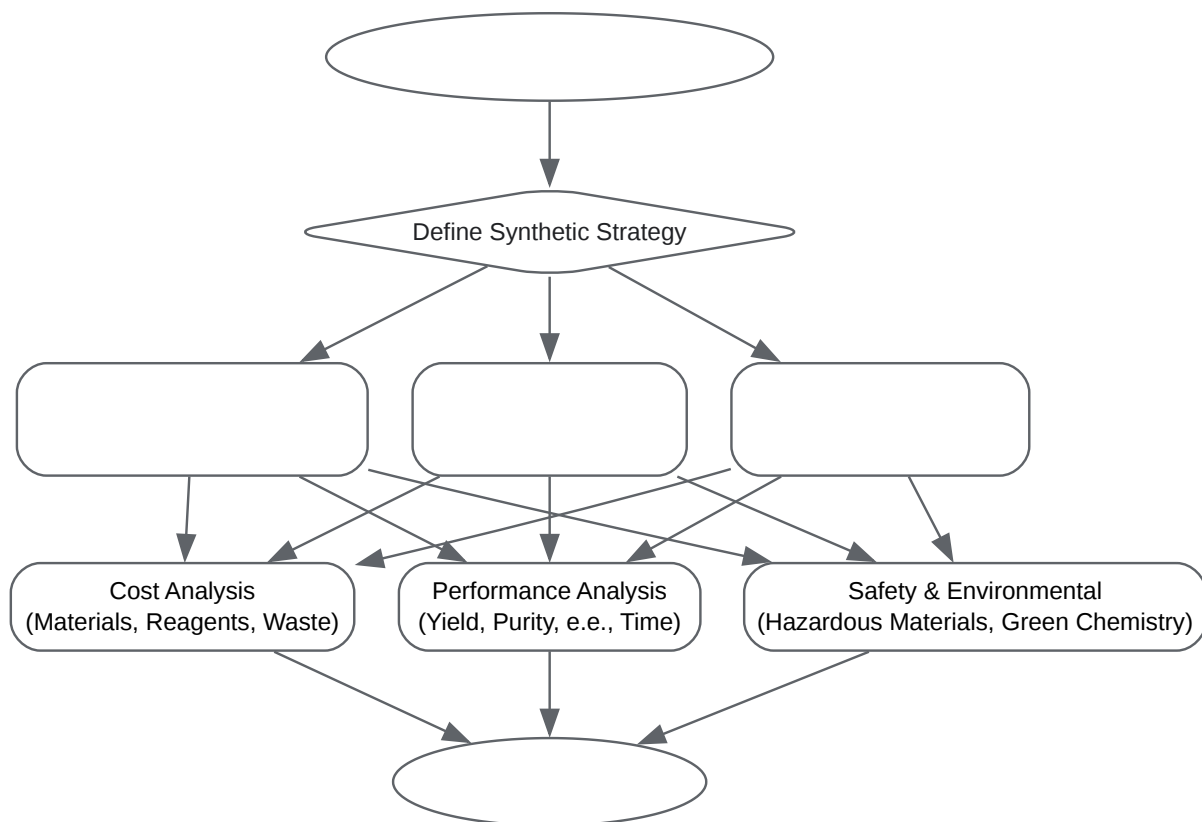 Define Synthetic Strategy
Cost Analysis
(Materials, Reagents, Waste)
Performance Analysis
(Yield, Purity, e.e., Time)
Safety & Environmental
(Hazardous Materials, Green Chemistry)